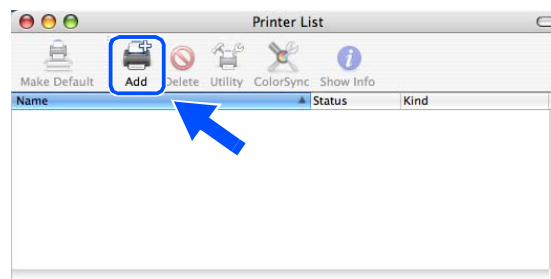 Printer List
Make Default Add Delete Utility ColorSync Show Info
Name Status Kind